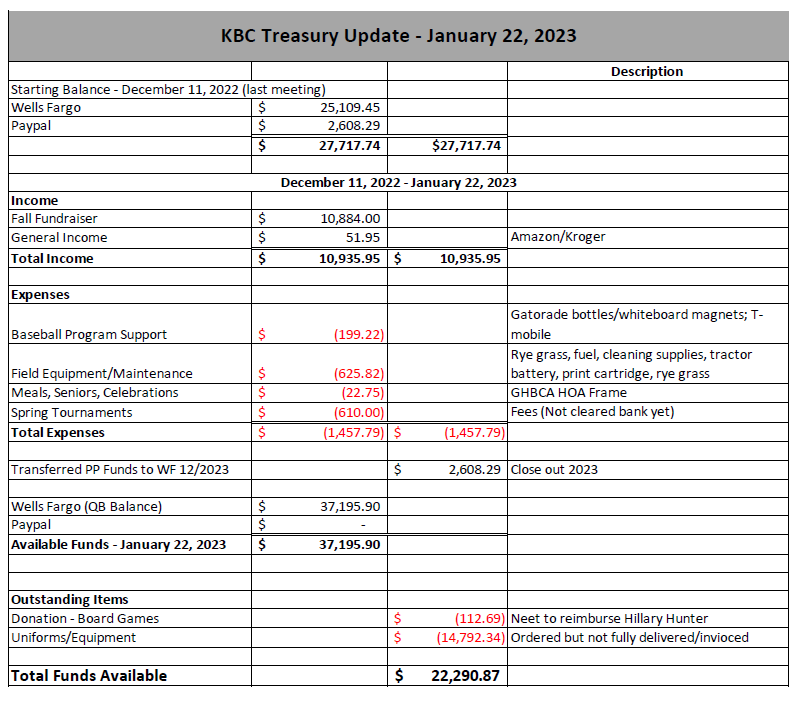 KBC Treasury Update - January 22, 2023
Description
Starting Balance - December 11, 2022 (last meeting)
Wells Fargo $ 25,109.45
Paypal $ 2,608.29
$ 27,717.74 $27,717.74
December 11, 2022 - January 22, 2023
Income
Fall Fundraiser $ 10,884.00
General Income $ 51.95 Amazon/Kroger
Total Income $ 10,935.95 $ 10,935.95
Expenses
Gatorade bottles/whiteboard magnets; T-
Baseball Program Support $ (199.22) mobile
Rye grass, fuel, cleaning supplies, tractor
Field Equipment/Maintenance $ (625.82) battery, print cartridge, rye grass
Meals, Seniors, Celebrations $ (22.75) GHBCA HOA Frame
Spring Tournaments $ (610.00) Fees (Not cleared bank yet)
Total Expenses $ (1,457.79) $ (1,457.79)
Transferred PP Funds to WF 12/2023 $ 2,608.29 Close out 2023
Wells Fargo (QB Balance) $ 37,195.90
Paypal $ -
Available Funds - January 22, 2023 $ 37,195.90
Outstanding Items
Donation - Board Games $ (112.69) Neet to reimburse Hillary Hunter
Uniforms/Equipment $ (14,792.34) Ordered but not fully delivered/invioced
Total Funds Available $ 22,290.87